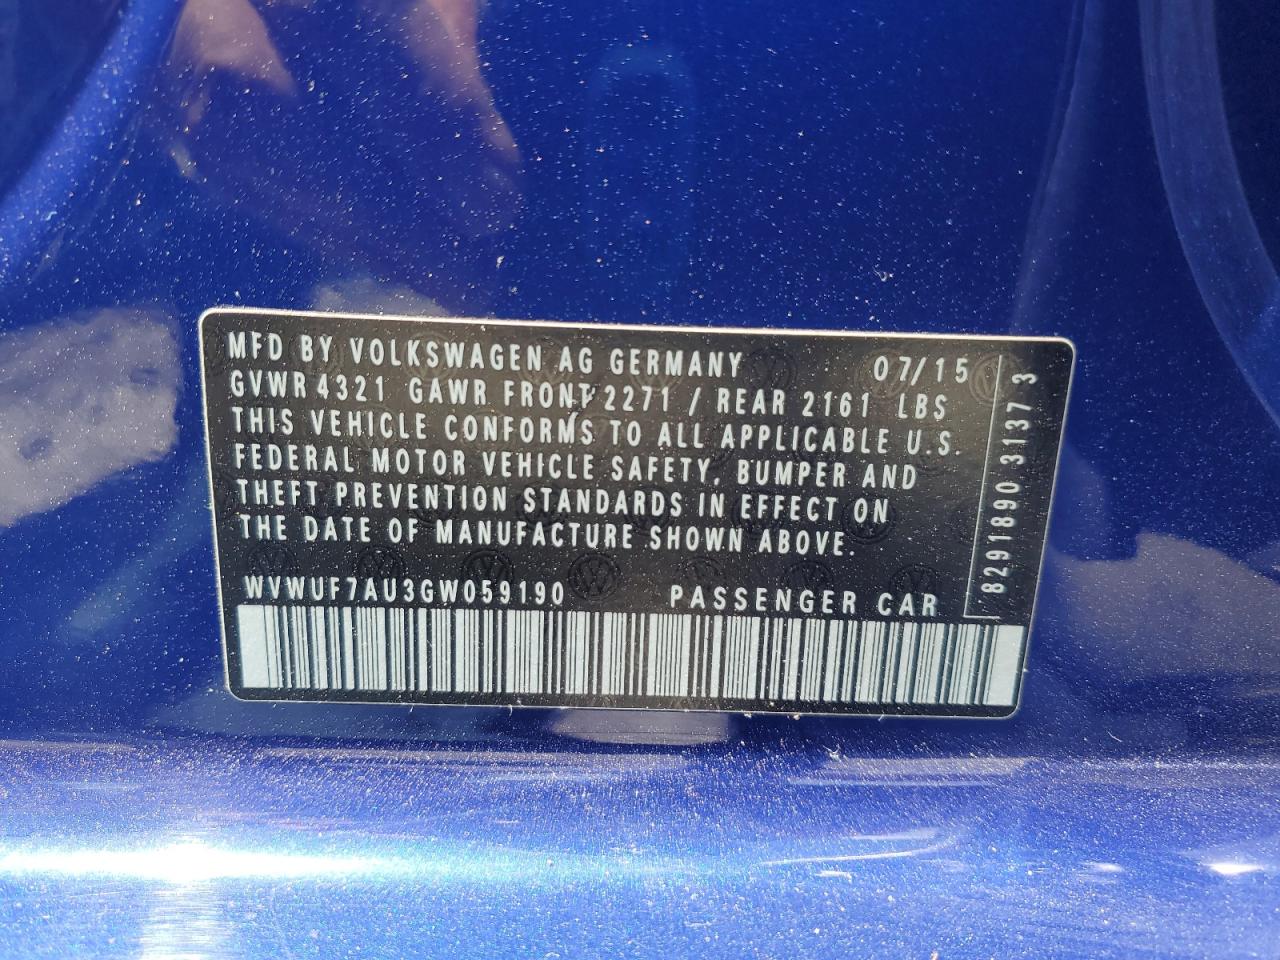 MFD BY VOLKSWAGEN AG GERMANY 07/15
GVWR 4321 GAWR FRONT 2271 / REAR 2161 LBS
THIS VEHICLE CONFORMS TO ALL APPLICABLE U.S.
FEDERAL MOTOR VEHICLE SAFETY, BUMPER AND
THEFT PREVENTION STANDARDS IN EFFECT ON
THE DATE OF MANUFACTURE SHOWN ABOVE.
WVWUF7AU3GW059190 PASSENGER CAR
8291890 3137 3